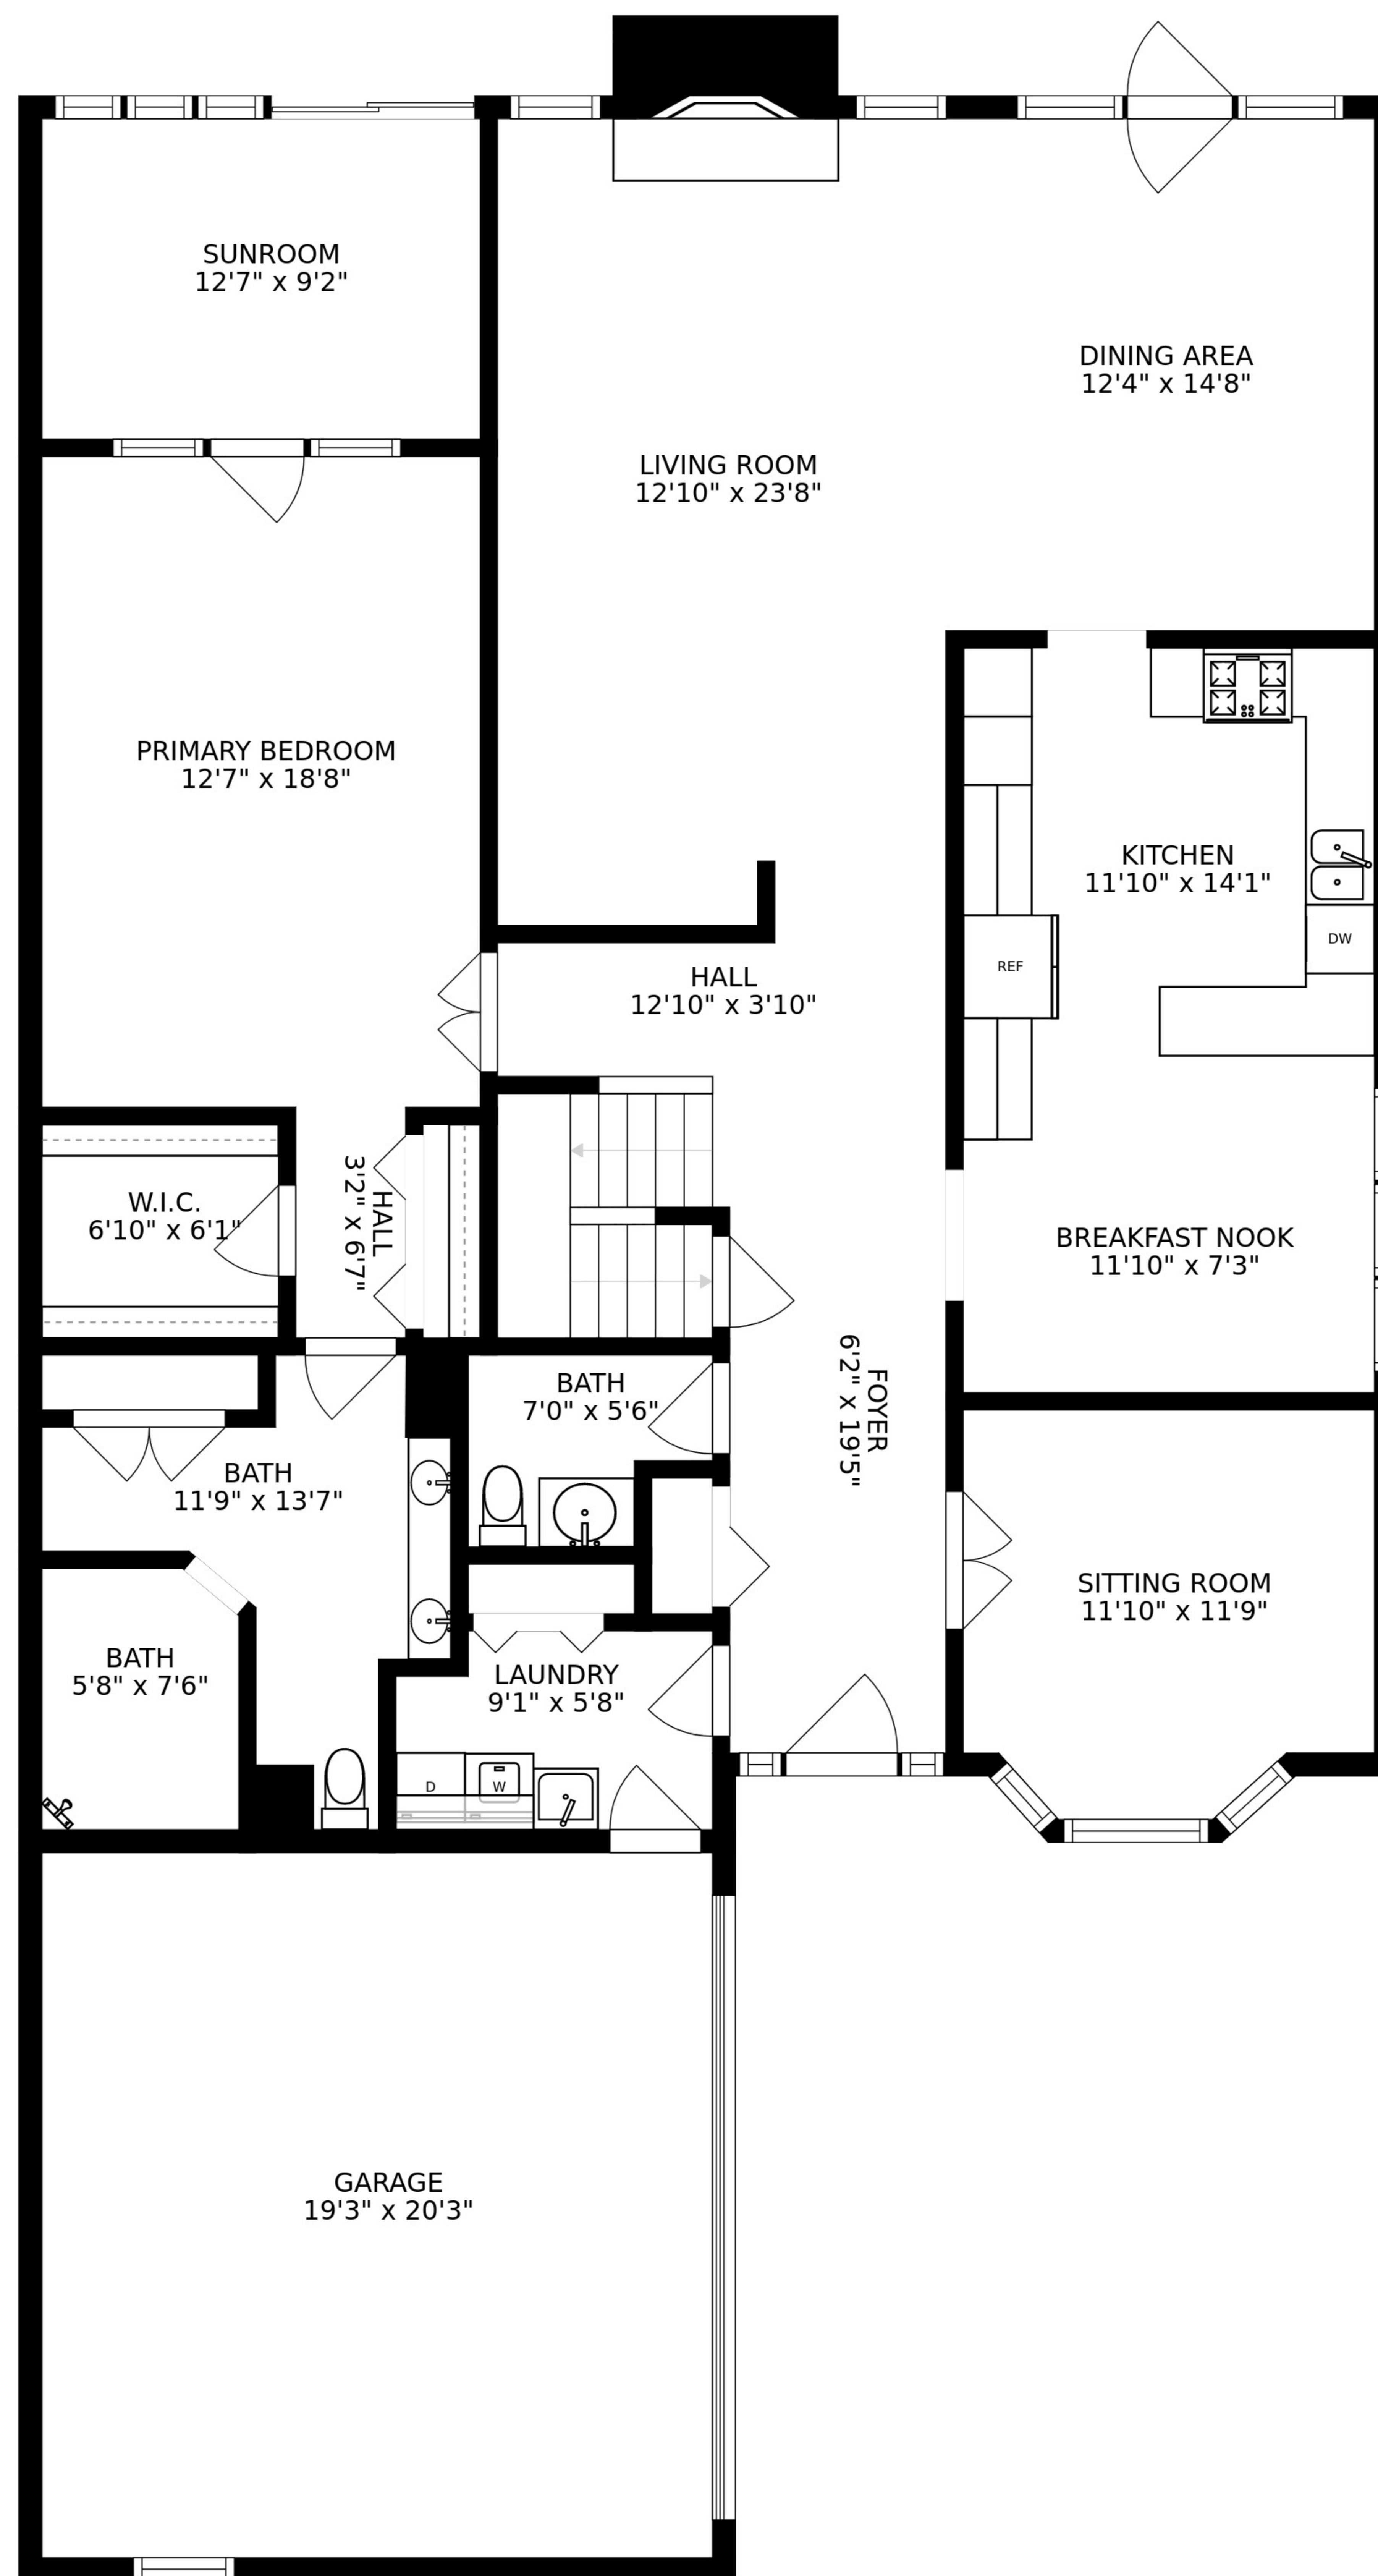 SUNROOM
12'7" x 9'2"
DINING AREA
12'4" x 14'8"
LIVING ROOM
12'10" x 23'8"
PRIMARY BEDROOM
12'7" x 18'8"
KITCHEN
11'10" x 14'1"
DW
REF
HALL
12'10" x 3'10"
W.I.C.
6'10" x 6'1"
HALL
3'2" x 6'7"
BREAKFAST NOOK
11'10" x 7'3"
BATH
7'0" x 5'6"
FOYER
6'2" x 19'5"
BATH
11'9" x 13'7"
SITTING ROOM
11'10" x 11'9"
BATH
5'8" x 7'6"
LAUNDRY
9'1" x 5'8"
D
W
GARAGE
19'3" x 20'3"